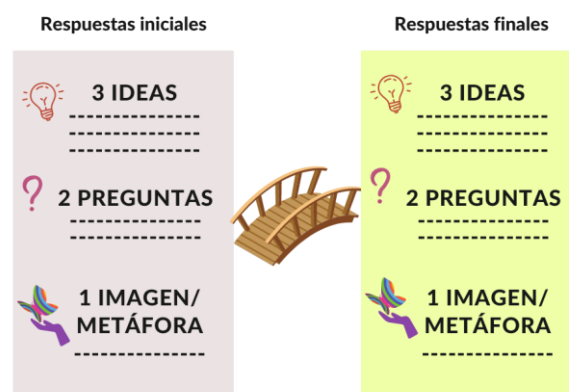 Respuestas iniciales
3 IDEAS
2 PREGUNTAS
1 IMAGEN/
METÁFORA
Respuestas finales
3 IDEAS
2 PREGUNTAS
1 IMAGEN/
METÁFORA